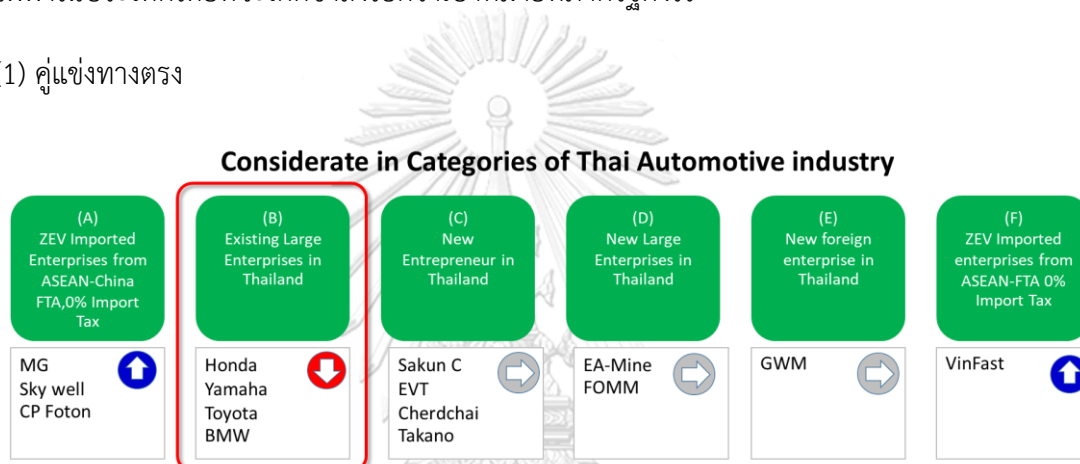 (1) คู่แข่งทางตรง
Considerate in Categories of Thai Automotive industry
(A)
ZEV Imported
Enterprises from
ASEAN-China
FTA,0% Import
Tax
(B)
Existing Large
Enterprises in
Thailand
(C)
New
Entrepreneur in
Thailand
(D)
New Large
Enterprises in
Thailand
(E)
New foreign
enterprise in
Thailand
(F)
ZEV Imported
enterprises from
ASEAN-FTA 0%
Import Tax
MG
Sky well
CP Foton
Honda
Yamaha
Toyota
BMW
Sakun C
EVT
Cherdchai
Takano
EA-Mine
FOMM
GWM
VinFast